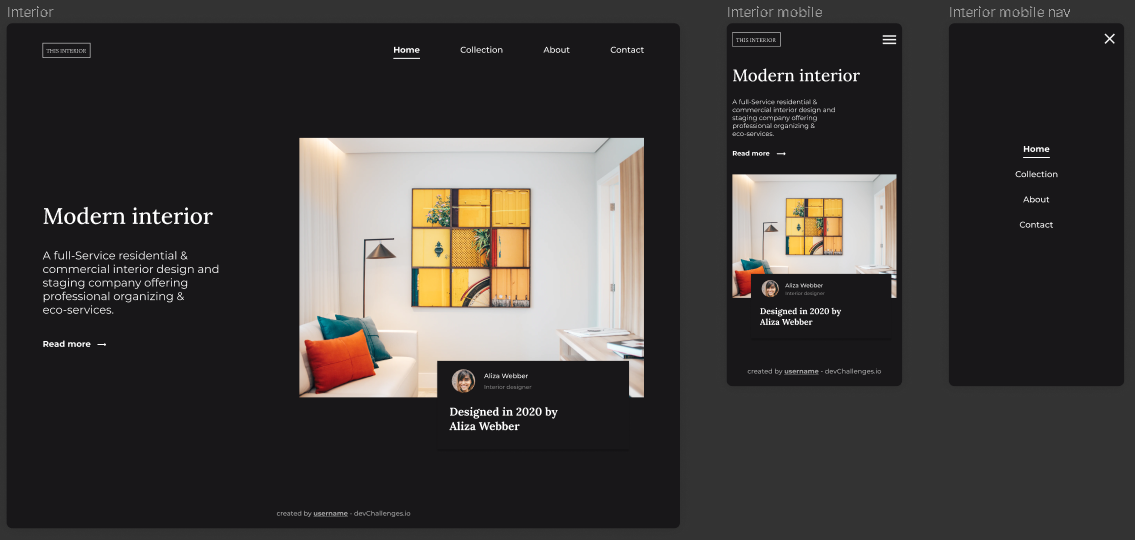 Interior
THIS INTERIOR
Home
Collection
About
Contact
Modern interior
A full-Service residential &
commercial interior design and
staging company offering
professional organizing &
eco-services.
Read more
Aliza Webber
Interior designer
Designed in 2020 by
Aliza Webber
created by username - devChallenges.io
Interior mobile
THIS INTERIOR
Modern interior
A full-Service residential &
commercial interior design and
staging company offering
professional organizing &
eco-services.
Read more
Aliza Webber
Interior designer
Designed in 2020 by
Aliza Webber
created by username - devChallenges.io
Interior mobile nav
Home
Collection
About
Contact